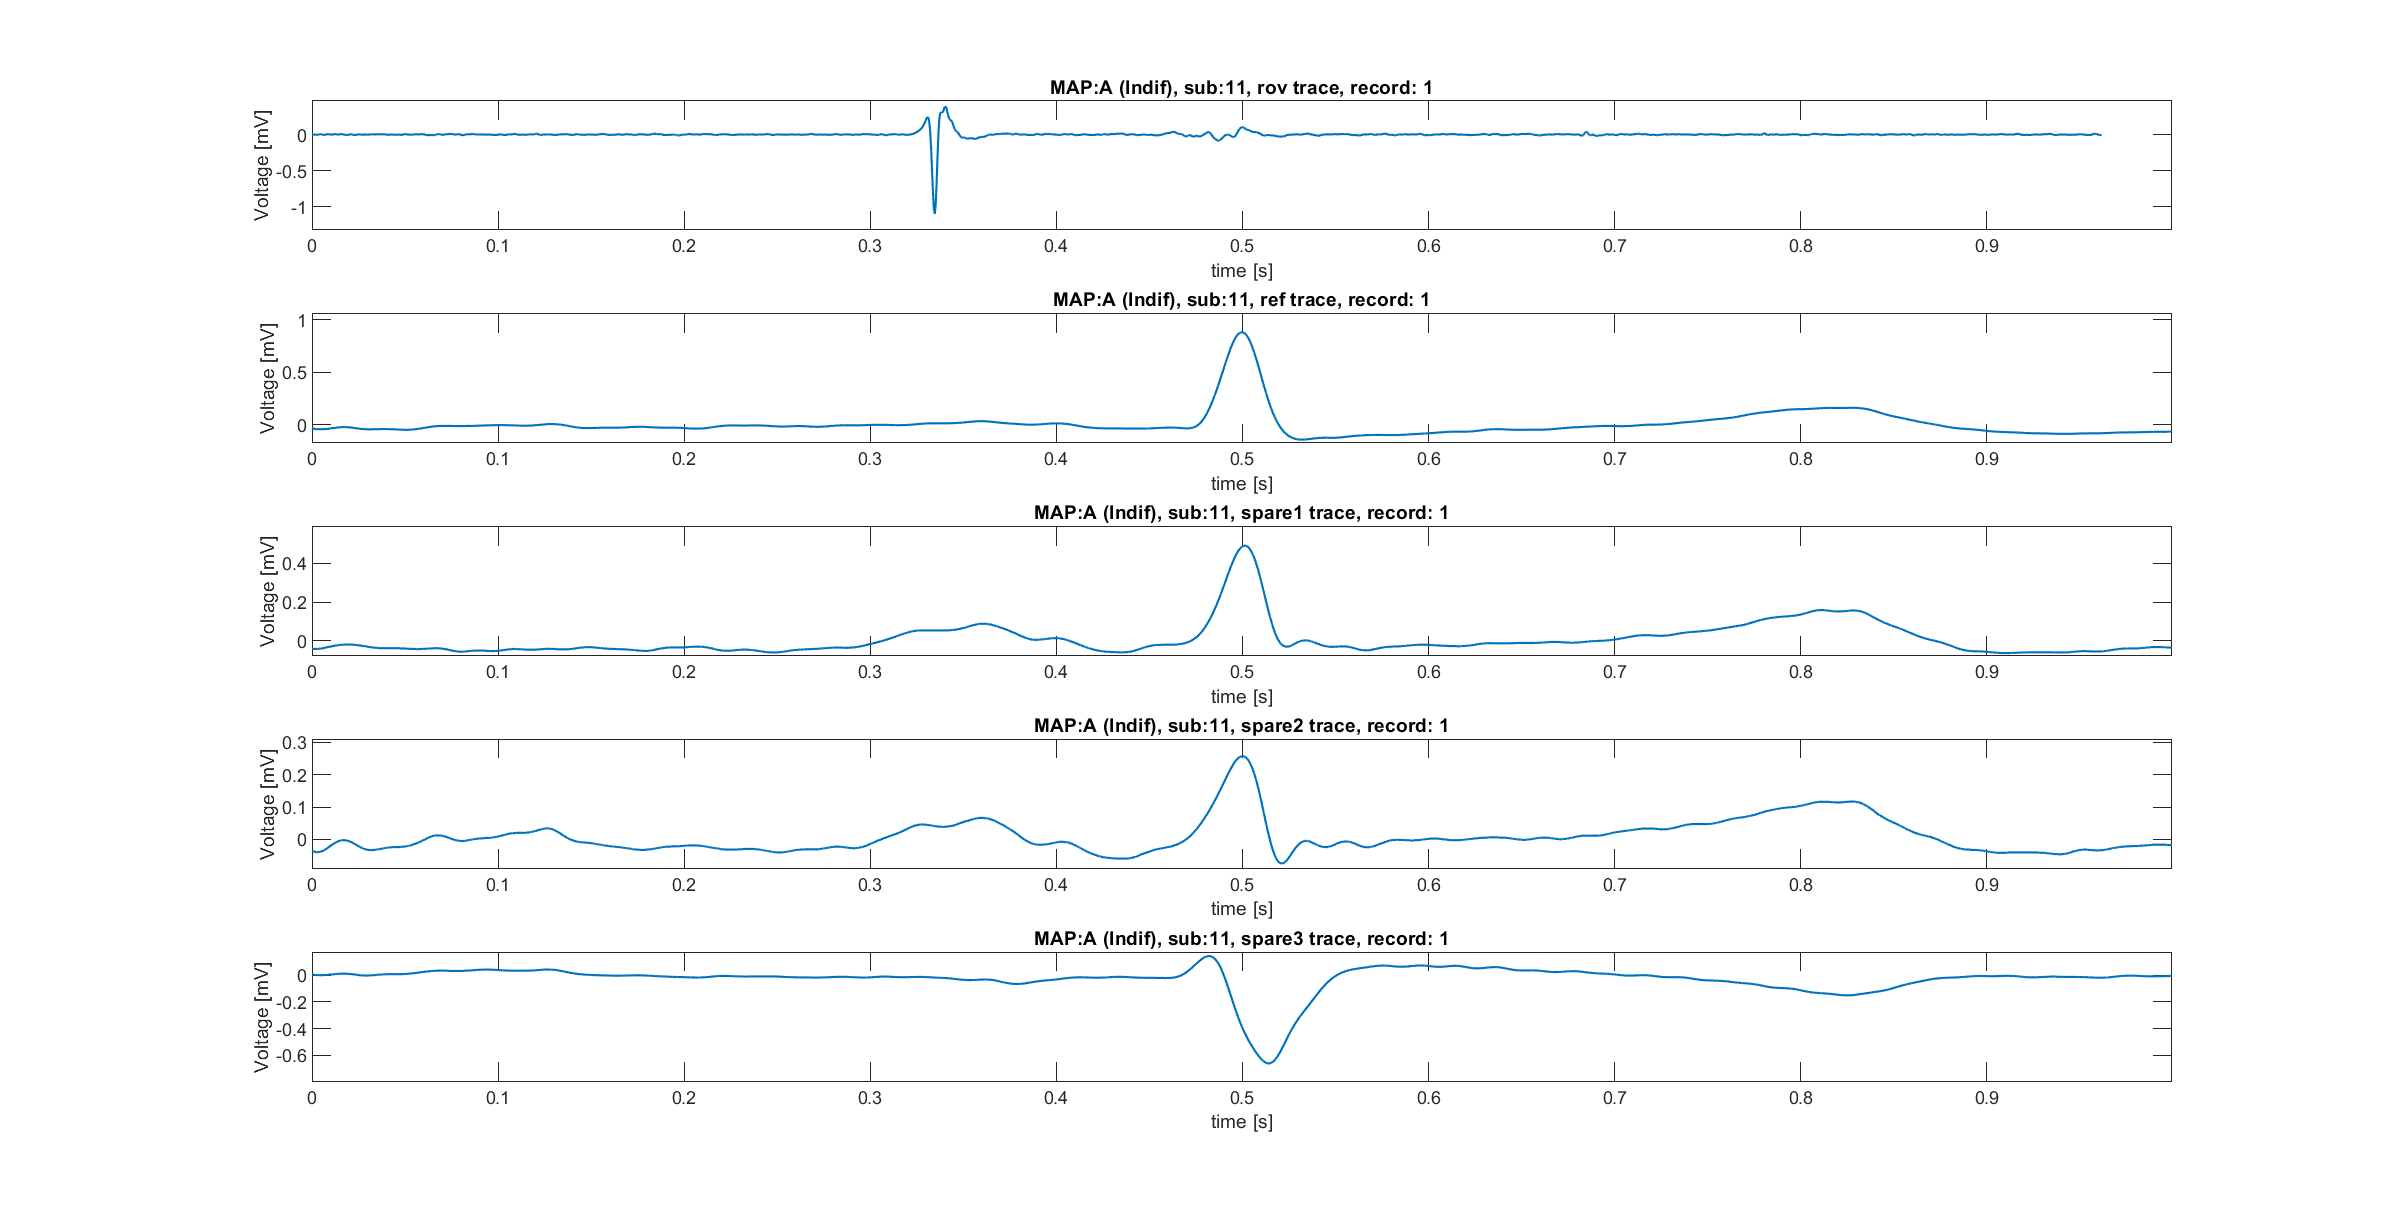 MAP:A (Indif), sub:11, rov trace, record: 1
Voltage [mV]
0
-0.5
-1
0 0.1 0.2 0.3 0.4 0.5 0.6 0.7 0.8 0.9
time [s]
MAP:A (Indif), sub:11, ref trace, record: 1
Voltage [mV]
1
0.5
0
0 0.1 0.2 0.3 0.4 0.5 0.6 0.7 0.8 0.9
time [s]
MAP:A (Indif), sub:11, spare1 trace, record: 1
Voltage [mV]
0.4
0.2
0
0 0.1 0.2 0.3 0.4 0.5 0.6 0.7 0.8 0.9
time [s]
MAP:A (Indif), sub:11, spare2 trace, record: 1
Voltage [mV]
0.3
0.2
0.1
0
0 0.1 0.2 0.3 0.4 0.5 0.6 0.7 0.8 0.9
time [s]
MAP:A (Indif), sub:11, spare3 trace, record: 1
Voltage [mV]
0
-0.2
-0.4
-0.6
0 0.1 0.2 0.3 0.4 0.5 0.6 0.7 0.8 0.9
time [s]